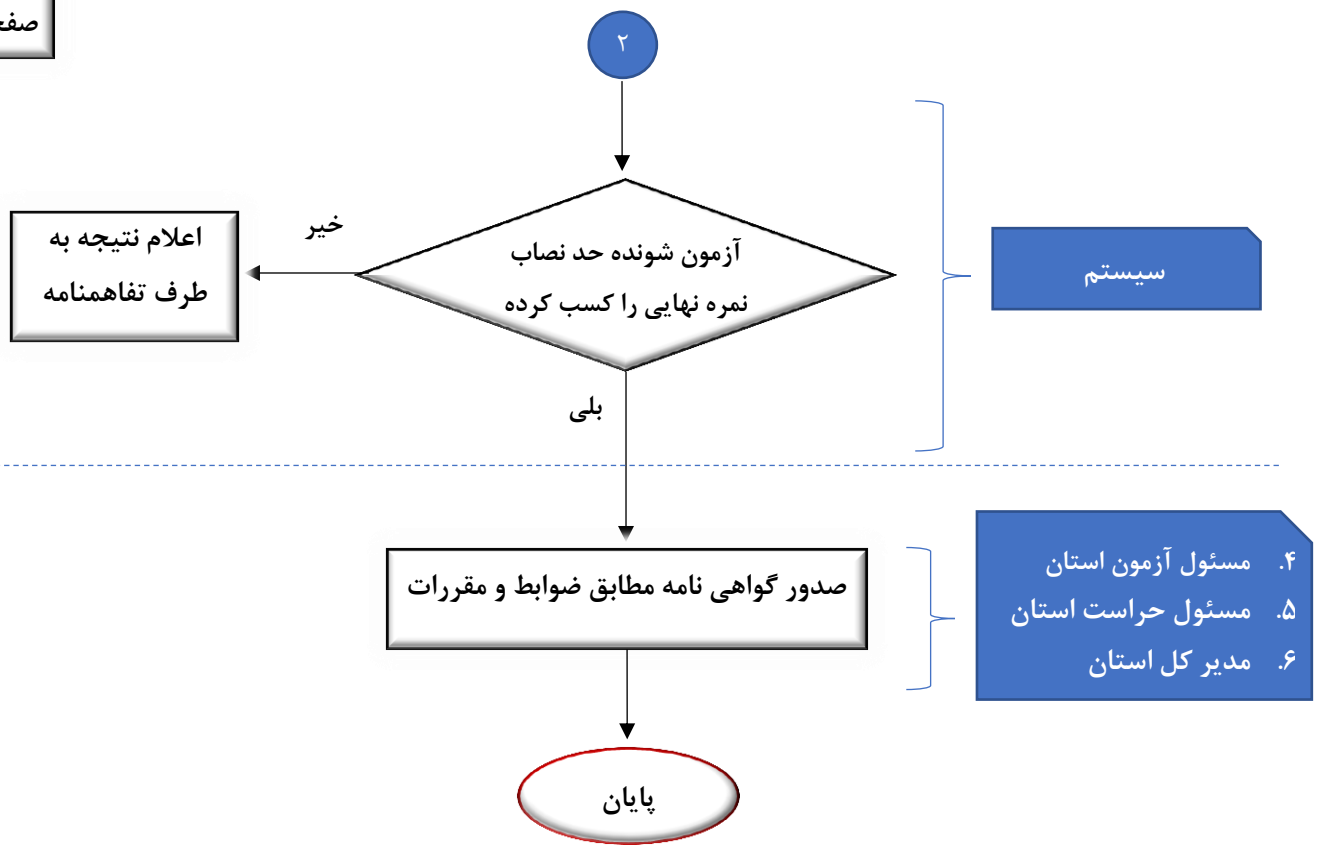 ۲
آزمون شونده حد نصاب
نمره نهایی را کسب کرده
خیر
اعلام نتیجه به
طرف تفاهمنامه
سیستم
بلی
صدور گواهی نامه مطابق ضوابط و مقررات
۴. مسئول آزمون استان
۵. مسئول حراست استان
۶. مدیر کل استان
پایان